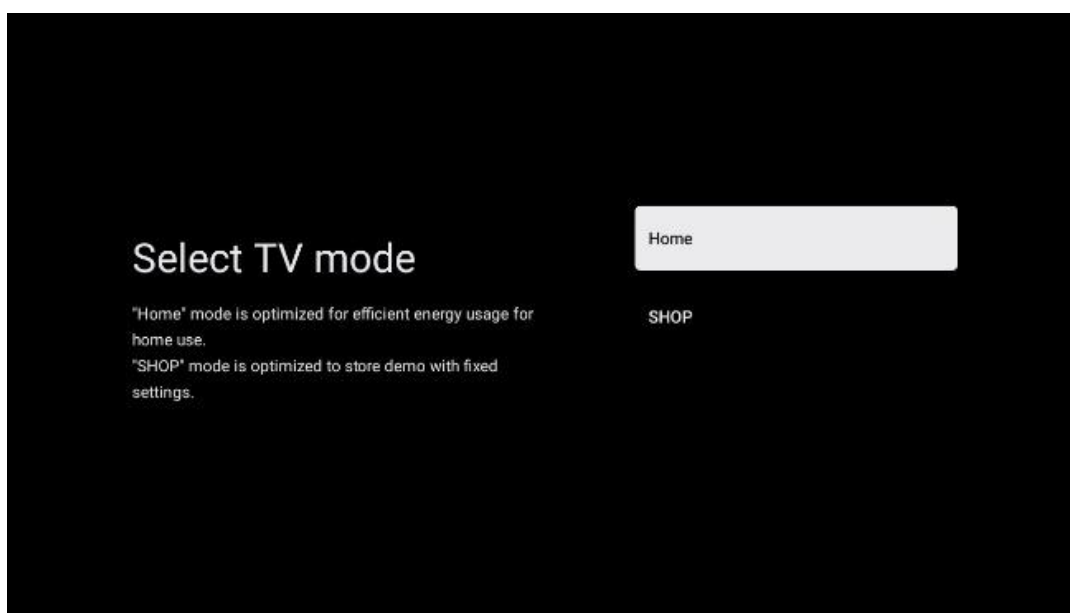 Select TV mode
"Home" mode is optimized for efficient energy usage for
home use.
"SHOP" mode is optimized to store demo with fixed
settings.
Home
SHOP